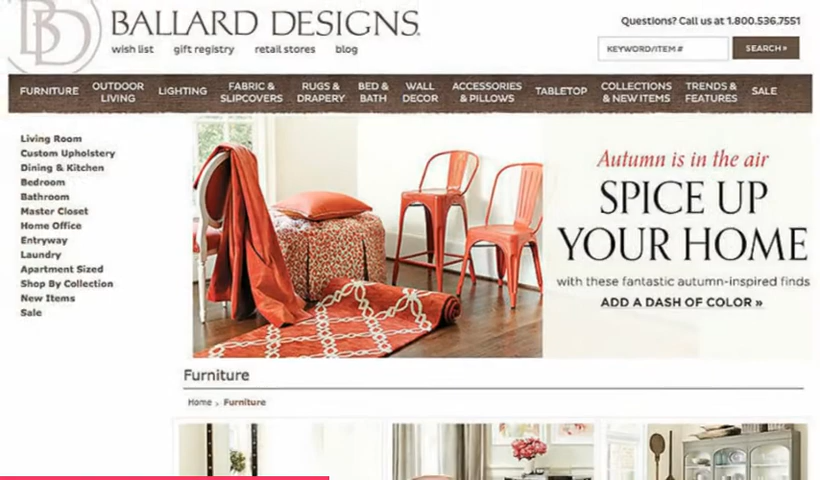 BD
BALLARD DESIGNS
Questions? Call us at 1.800.536.7551
wish list gift registry retail stores blog
KEYWORD/ITEM # SEARCH »
FURNITURE
OUTDOOR
LIVING
LIGHTING
FABRIC &
SLIPCOVERS
RUGS &
DRAPERY
BED &
BATH
WALL
DECOR
ACCESSORIES
& PILLOWS
TABLETOP
COLLECTIONS
& NEW ITEMS
TRENDS &
FEATURES
SALE
Living Room
Custom Upholstery
Dining & Kitchen
Bedroom
Bathroom
Master Closet
Home Office
Entryway
Laundry
Apartment Sized
Shop By Collection
New Items
Sale
Autumn is in the air
SPICE UP
YOUR HOME
with these fantastic autumn-inspired finds
ADD A DASH OF COLOR »
Furniture
Home > Furniture